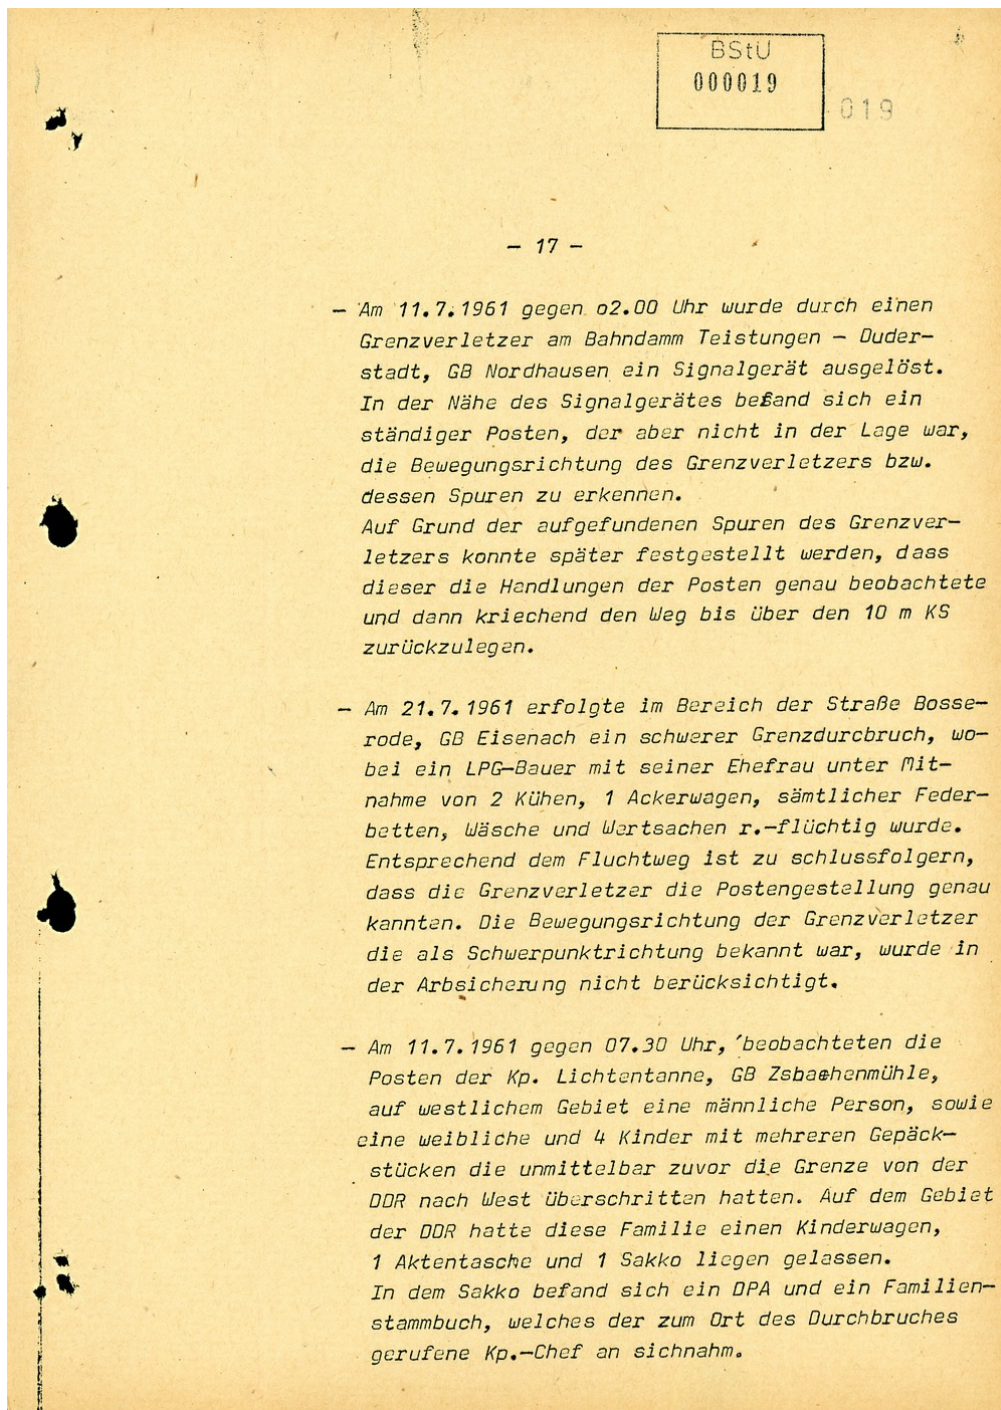 BStU
000019
019
- 17 -
- Am 11.7.1961 gegen o2.00 Uhr wurde durch einen
Grenzverletzer am Bahndamm Teistungen - Duder-
stadt, GB Nordhausen ein Signalgerät ausgelöst.
In der Nähe des Signalgerätes befand sich ein
ständiger Posten, der aber nicht in der Lage war,
die Bewegungsrichtung des Grenzverletzers bzw.
dessen Spuren zu erkennen.
Auf Grund der aufgefundenen Spuren des Grenzver-
letzers konnte später festgestellt werden, dass
dieser die Handlungen der Posten genau beobachtete
und dann kriechend den Weg bis über den 10 m KS
zurückzulegen.
- Am 21.7.1961 erfolgte im Bereich der Straße Bosse-
rode, GB Eisenach ein schwerer Grenzdurcbruch, wo-
bei ein LPG-Bauer mit seiner Ehefrau unter Mit-
nahme von 2 Kühen, 1 Ackerwagen, sämtlicher Feder-
betten, Wäsche und Wertsachen r.-flüchtig wurde.
Entsprechend dem Fluchtweg ist zu schlussfolgern,
dass die Grenzverletzer die Postengestellung genau
kannten. Die Bewegungsrichtung der Grenzverletzer
die als Schwerpunktrichtung bekannt war, wurde in
der Arbsicherung nicht berücksichtigt.
- Am 11.7.1961 gegen 07.30 Uhr, beobachteten die
Posten der Kp. Lichtentanne, GB Zsbachenmühle,
auf westlichem Gebiet eine männliche Person, sowie
eine weibliche und 4 Kinder mit mehreren Gepäck-
stücken die unmittelbar zuvor die Grenze von der
DDR nach West überschritten hatten. Auf dem Gebiet
der DDR hatte diese Familie einen Kinderwagen,
1 Aktentasche und 1 Sakko liegen gelassen.
In dem Sakko befand sich ein DPA und ein Familien-
stammbuch, welches der zum Ort des Durchbruches
gerufene Kp.-Chef an sichnahm.